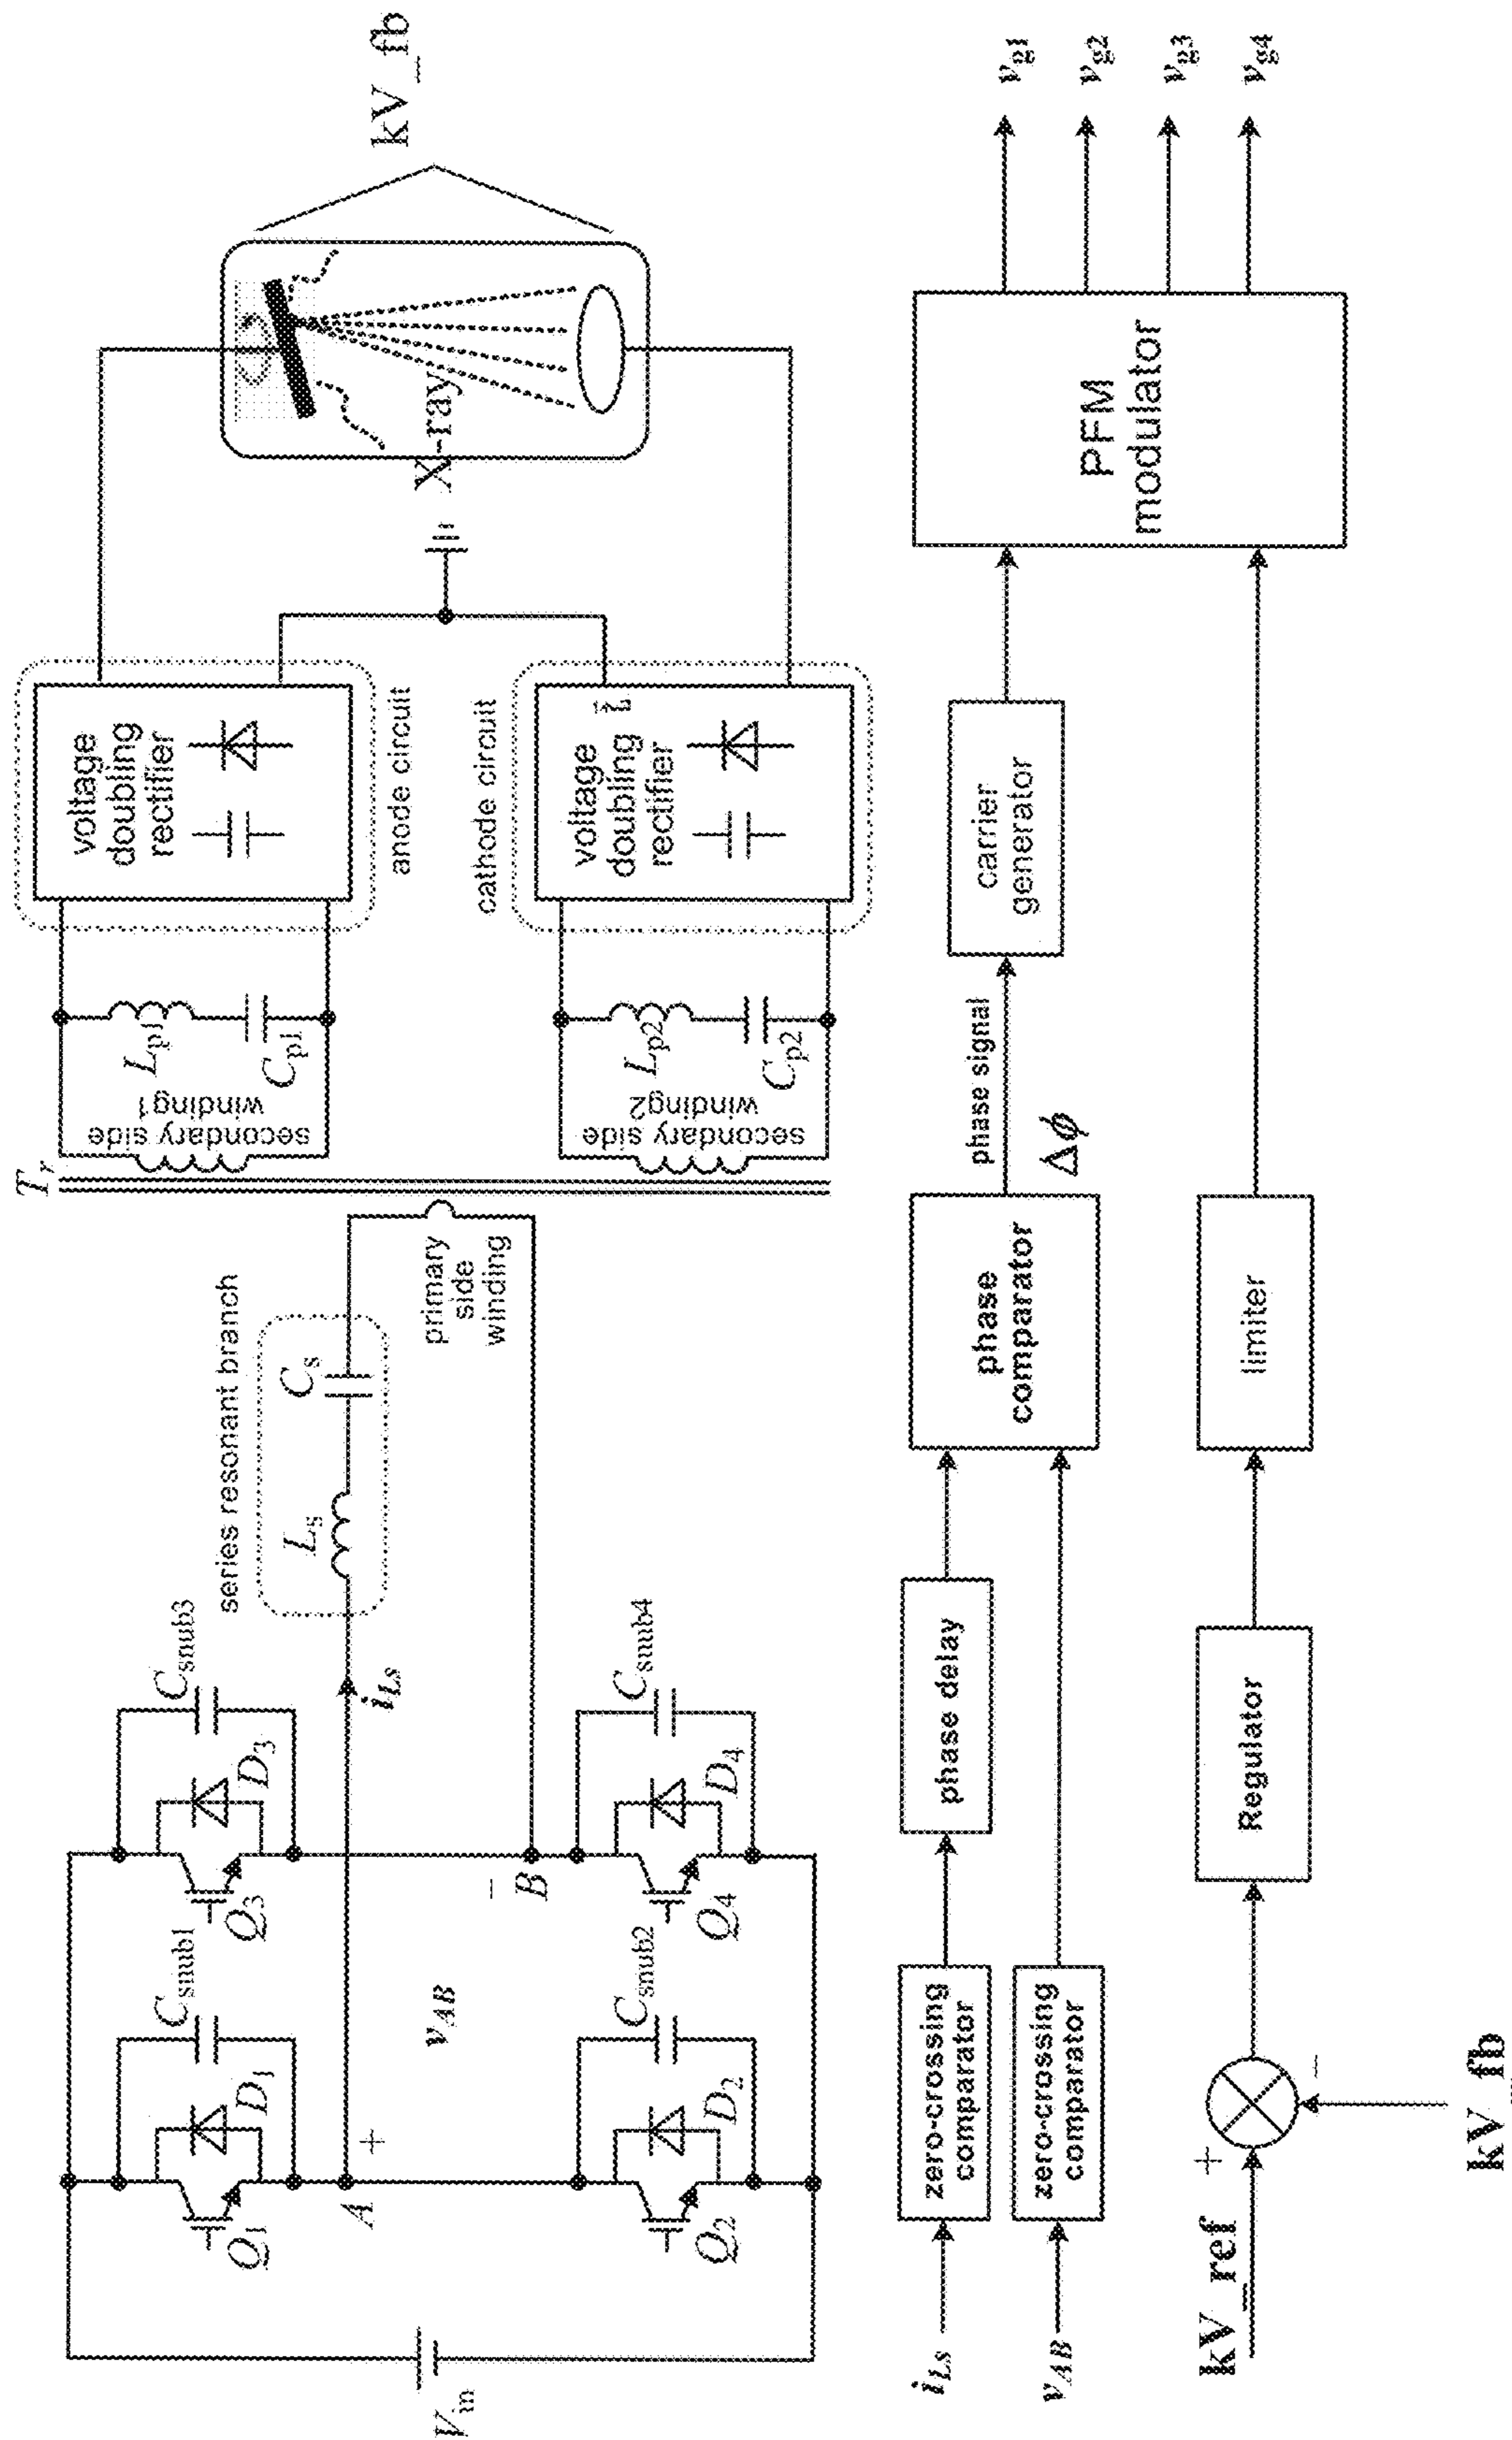 V_in
Q_1
D_1
C_snub1
Q_3
D_3
C_snub3
A
+
v_AB
−
B
i_Ls
Q_2
D_2
C_snub2
Q_4
D_4
C_snub4
series resonant branch
L_s
C_s
primary
side
winding
T_r
secondary side
winding1
L_p1
C_p1
voltage
doubling
rectifier
anode circuit
secondary side
winding2
L_p2
C_p2
cathode circuit
voltage
doubling
rectifier
X-ray
kV_fb
i_Ls
zero-crossing
comparator
phase delay
v_AB
zero-crossing
comparator
phase
comparator
phase signal
Δϕ
carrier
generator
PFM
modulator
v_g1
v_g2
v_g3
v_g4
kV_ref
+
−
kV_fb
Regulator
limiter